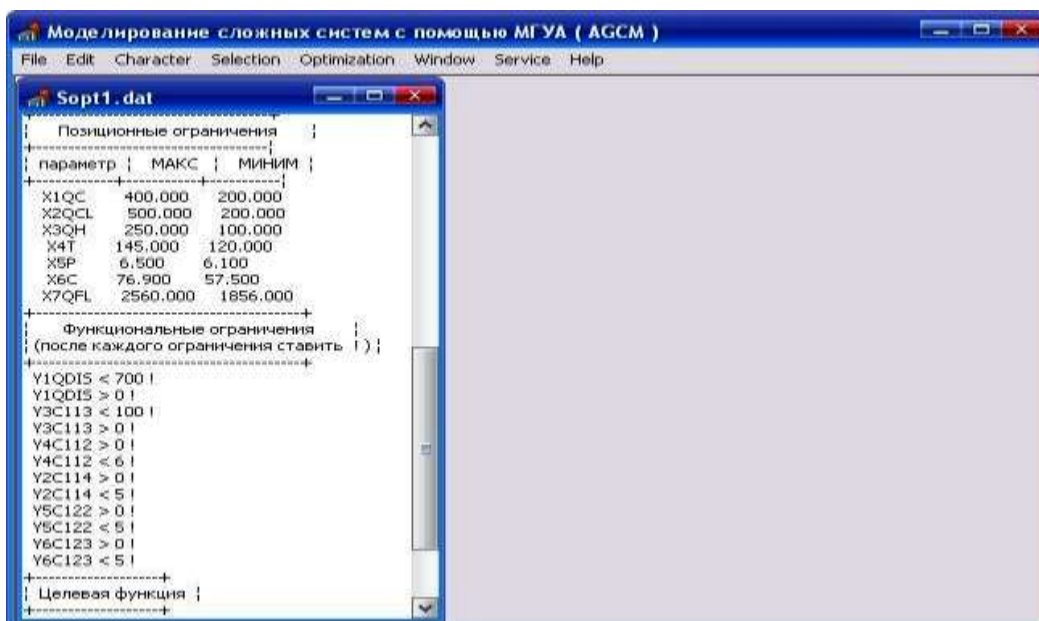 Моделирование сложных систем с помощью МГУА ( AGCM )
File Edit Character Selection Optimization Window Service Help
Sopt1.dat
Позиционные ограничения
параметр ¦ МАКС ¦ МИНИМ ¦
X1QC 400.000 200.000
X2QCL 500.000 200.000
X3QH 250.000 100.000
X4T 145.000 120.000
X5P 6.500 6.100
X6C 76.900 57.500
X7QFL 2560.000 1856.000
Функциональные ограничения
(после каждого ограничения ставить ! )
Y1QDIS < 700 !
Y1QDIS > 0 !
Y3C113 < 100 !
Y3C113 > 0 !
Y4C112 > 0 !
Y4C112 < 6 !
Y2C114 > 0 !
Y2C114 < 5 !
Y5C122 > 0 !
Y5C122 < 5 !
Y6C123 > 0 !
Y6C123 < 5 !
Целевая функция